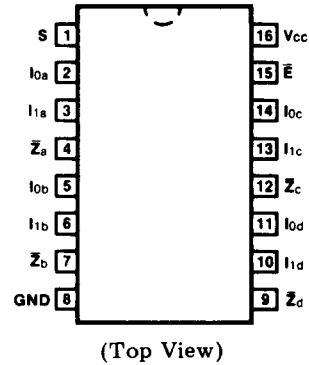 S 1 16 Vcc
I0a 2 15 E̅
I1a 3 14 I0c
Z̅a 4 13 I1c
I0b 5 12 Z̅c
I1b 6 11 I0d
Z̅b 7 10 I1d
GND 8 9 Z̅d
(Top View)